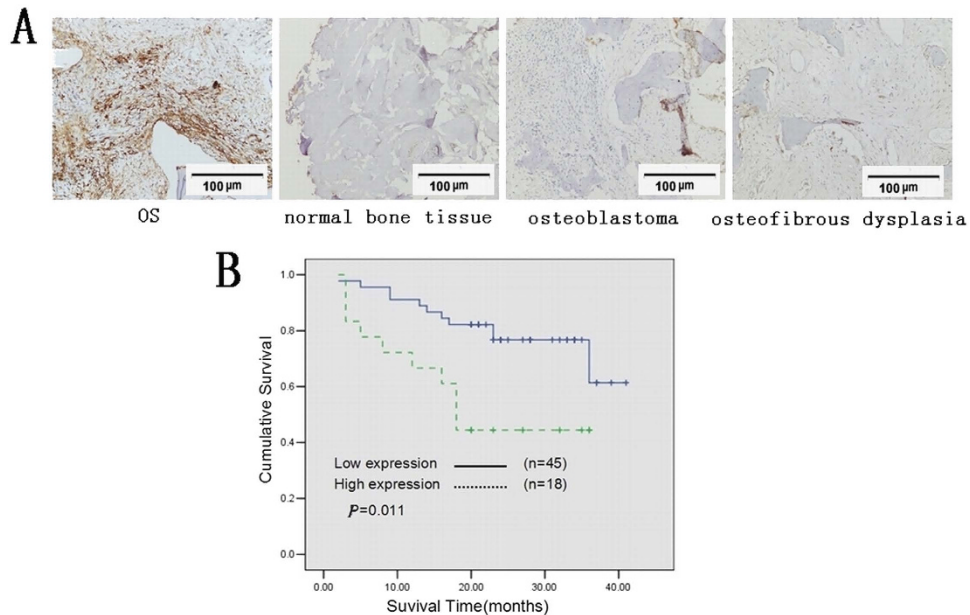 A
100 μm
100 μm
100 μm
100 μm
OS
normal bone tissue
osteoblastoma
osteofibrous dysplasia
B
Cumulative Survival
1.0
0.8
0.6
0.4
0.2
0.0
Low expression (n=45)
High expression (n=18)
P=0.011
0.00 10.00 20.00 30.00 40.00
Suvival Time(months)